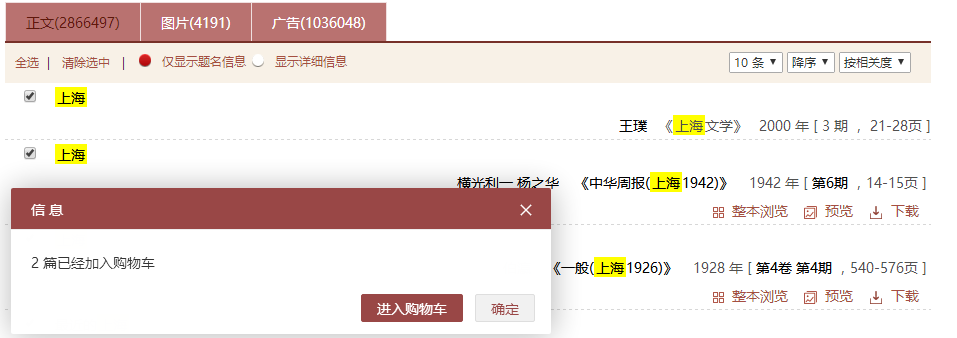 正文(2866497) 图片(4191) 广告(1036048)
全选 | 清除选中 | 仅显示题名信息 显示详细信息 10 条 降序 按相关度
上海
王璞 《上海文学》 2000 年 [ 3 期 ， 21-28页 ]
上海
横光利一 杨之华 《中华周报(上海1942)》 1942 年 [ 第6期 ，14-15页 ]
整本浏览 预览 下载
信 息
2 篇已经加入购物车
《一般(上海1926)》 1928 年 [ 第4卷 第4期 ，540-576页 ]
整本浏览 预览 下载
进入购物车 确定